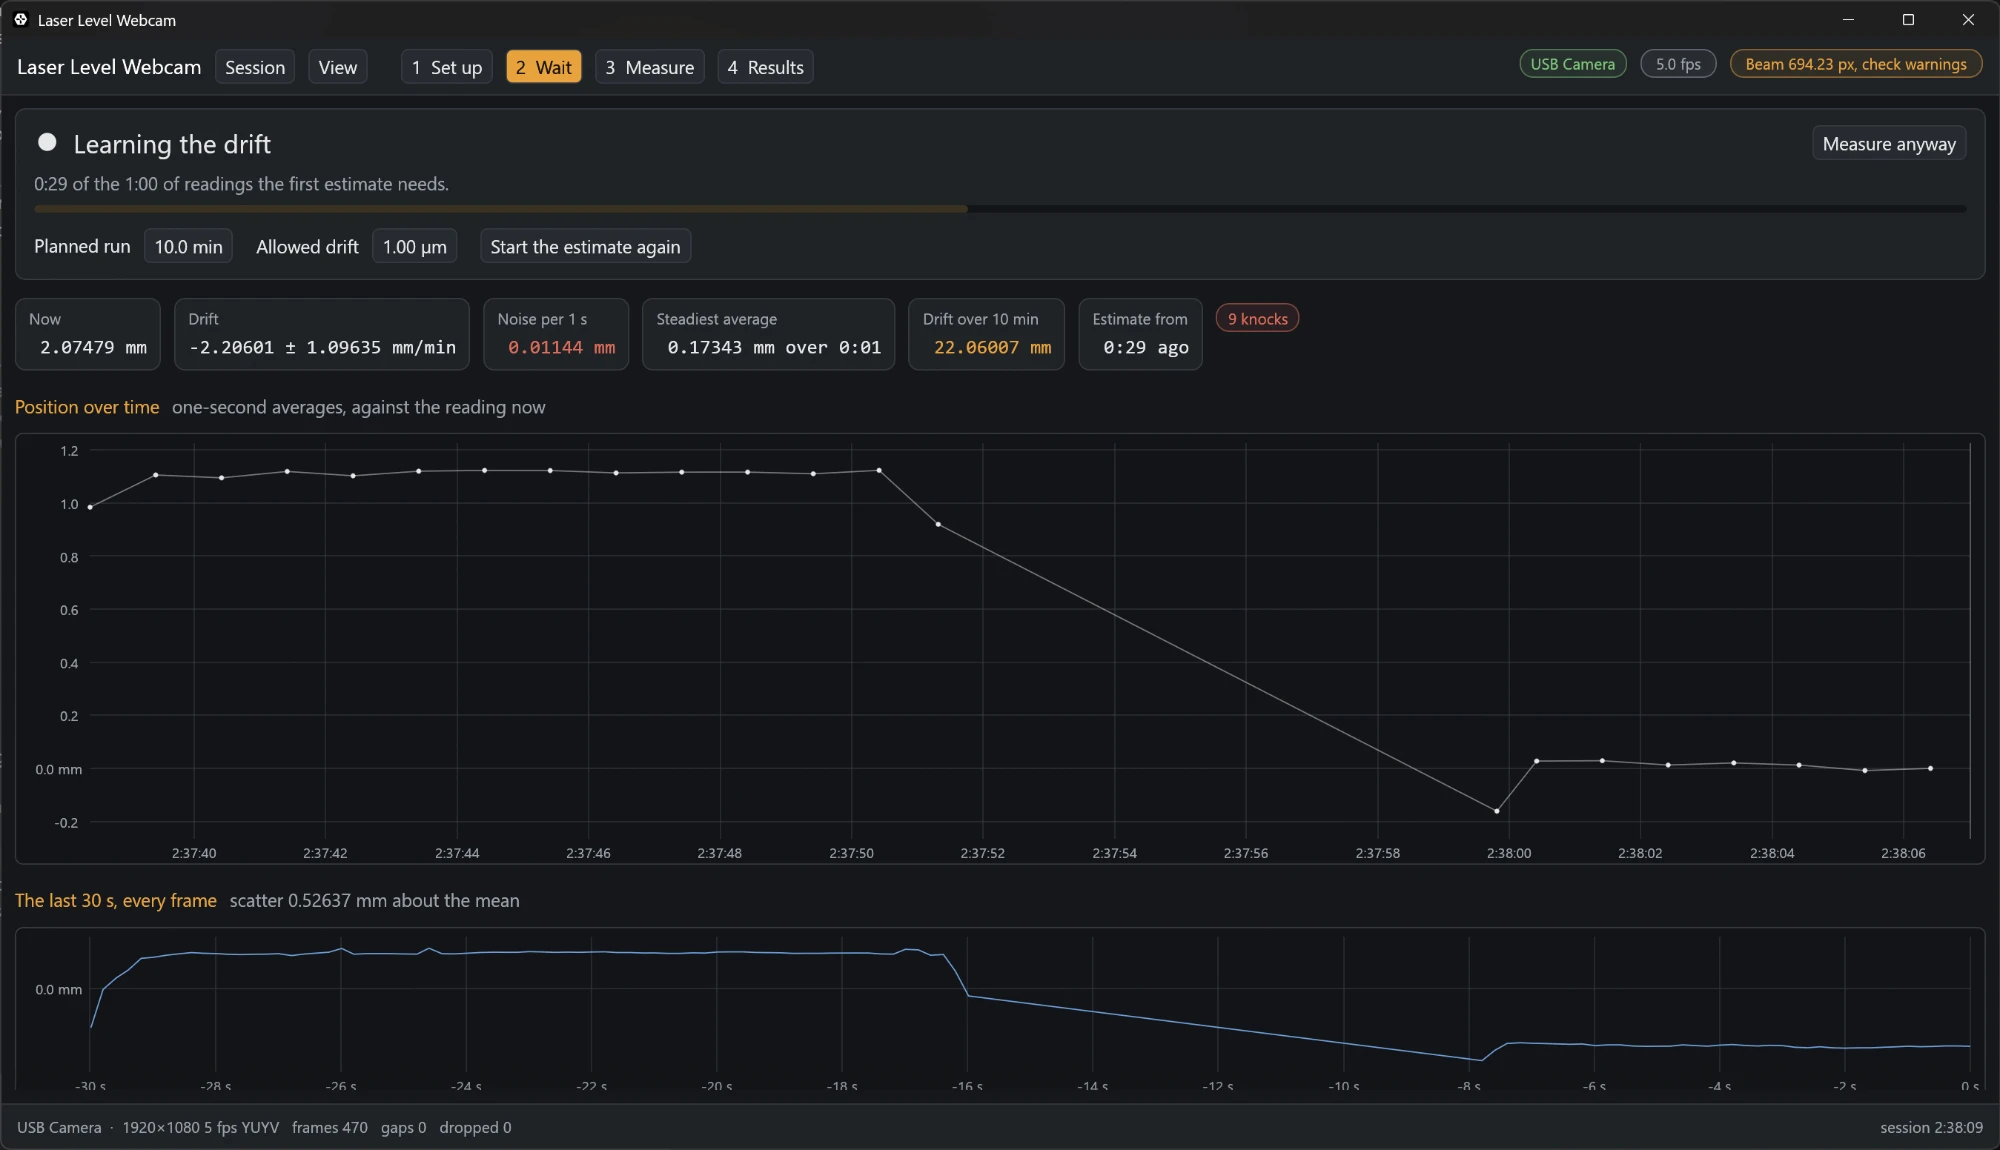 Laser Level Webcam
Laser Level Webcam Session View 1 Set up 2 Wait 3 Measure 4 Results USB Camera 5.0 fps Beam 694.23 px, check warnings
Learning the drift Measure anyway
0:29 of the 1:00 of readings the first estimate needs.
Planned run 10.0 min Allowed drift 1.00 µm Start the estimate again
Now Drift Noise per 1 s Steadiest average Drift over 10 min Estimate from 9 knocks
2.07479 mm -2.20601 ± 1.09635 mm/min 0.01144 mm 0.17343 mm over 0:01 22.06007 mm 0:29 ago
Position over time one-second averages, against the reading now
1.2
1.0
0.8
0.6
0.4
0.2
0.0 mm
-0.2
2:37:40 2:37:42 2:37:44 2:37:46 2:37:48 2:37:50 2:37:52 2:37:54 2:37:56 2:37:58 2:38:00 2:38:02 2:38:04 2:38:06
The last 30 s, every frame scatter 0.52637 mm about the mean
0.0 mm
-30 s -28 s -26 s -24 s -22 s -20 s -18 s -16 s -14 s -12 s -10 s -8 s -6 s -4 s -2 s 0 s
USB Camera · 1920×1080 5 fps YUYV frames 470 gaps 0 dropped 0 session 2:38:09